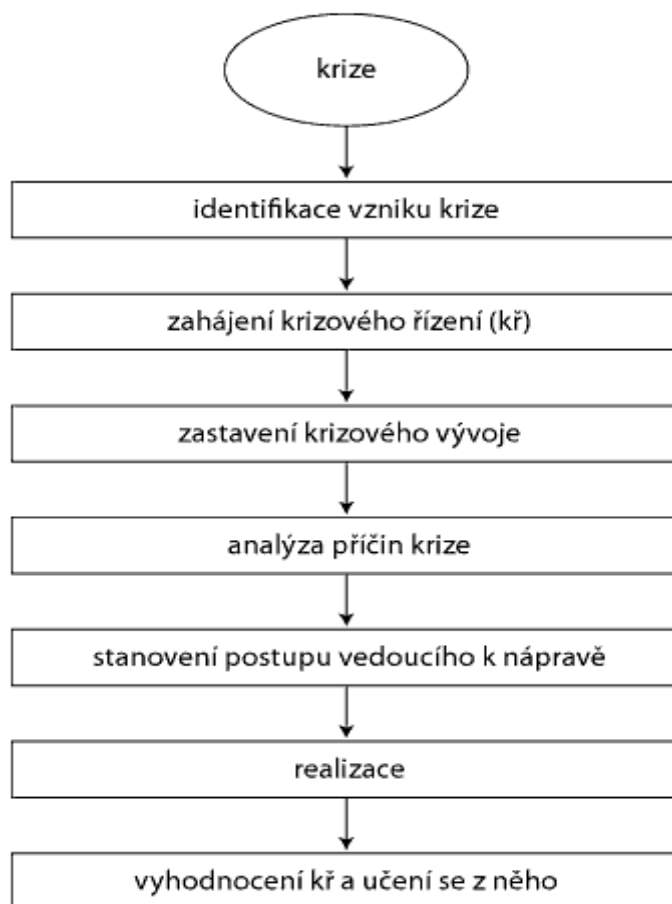 krize
identifikace vzniku krize
zahájení krizového řízení (kř)
zastavení krizového vývoje
analýza příčin krize
stanovení postupu vedoucího k nápravě
realizace
vyhodnocení kř a učení se z něho